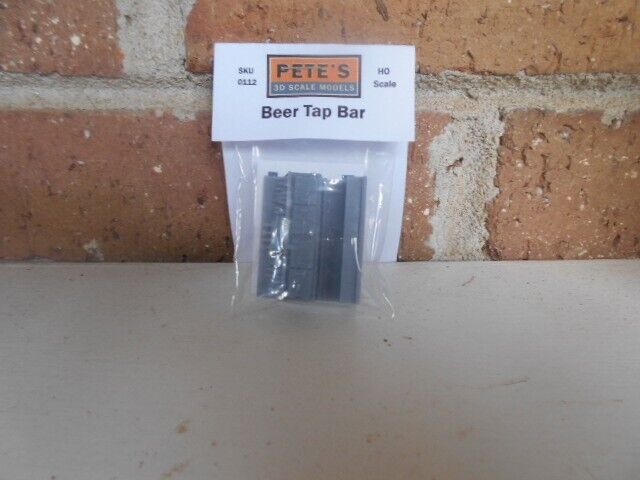 SKU
0112
PETE'S
3D SCALE MODELS
HO
Scale
Beer Tap Bar